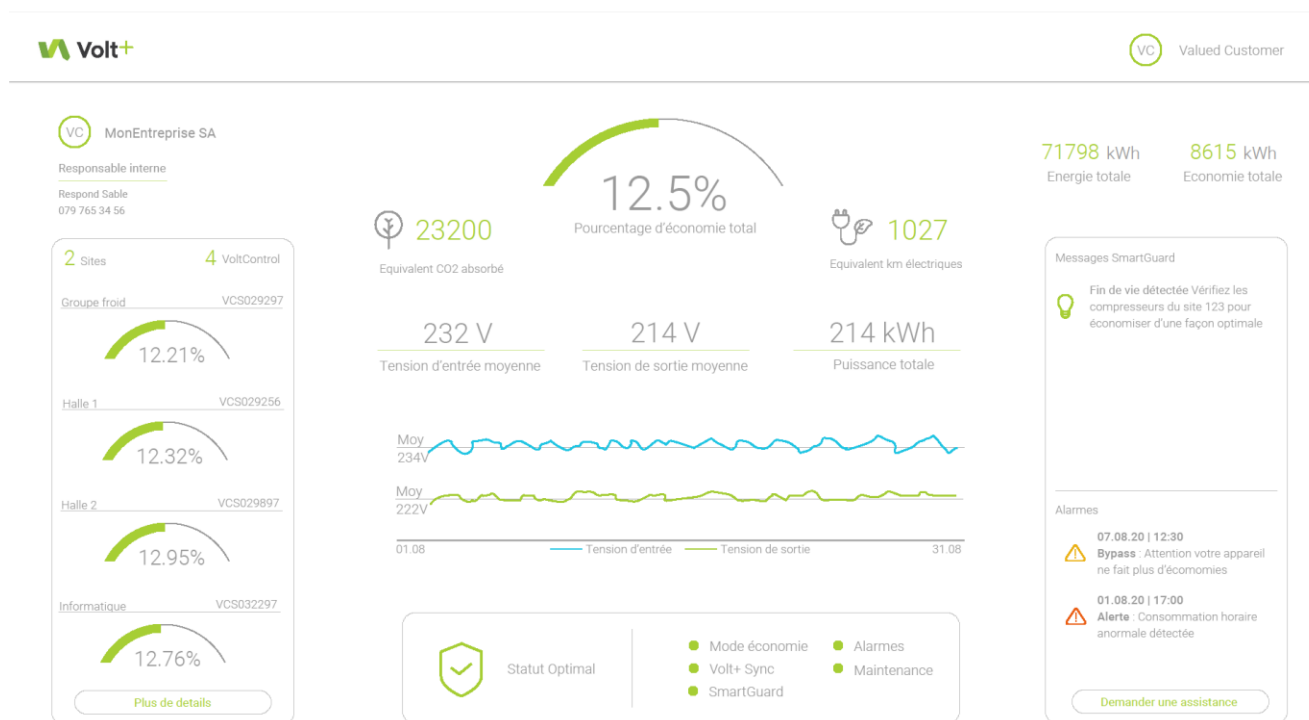 Volt+
VC Valued Customer
VC MonEntreprise SA
Responsable interne
Respond Sable
079 765 34 56
2 Sites 4 VoltControl
Groupe froid VCS029297
12.21%
Halle 1 VCS029256
12.32%
Halle 2 VCS029897
12.95%
Informatique VCS032297
12.76%
Plus de details
12.5%
Pourcentage d'économie total
23200
Equivalent CO2 absorbé
1027
Equivalent km électriques
232 V
Tension d'entrée moyenne
214 V
Tension de sortie moyenne
214 kWh
Puissance totale
Moy
234V
Moy
222V
01.08 Tension d'entrée Tension de sortie 31.08
Statut Optimal
Mode économie
Volt+ Sync
SmartGuard
Alarmes
Maintenance
71798 kWh
Energie totale
8615 kWh
Economie totale
Messages SmartGuard
Fin de vie détectée Vérifiez les
compresseurs du site 123 pour
économiser d'une façon optimale
Alarmes
07.08.20 | 12:30
Bypass : Attention votre appareil
ne fait plus d'écomomies
01.08.20 | 17:00
Alerte : Consommation horaire
anormale détectée
Demander une assistance